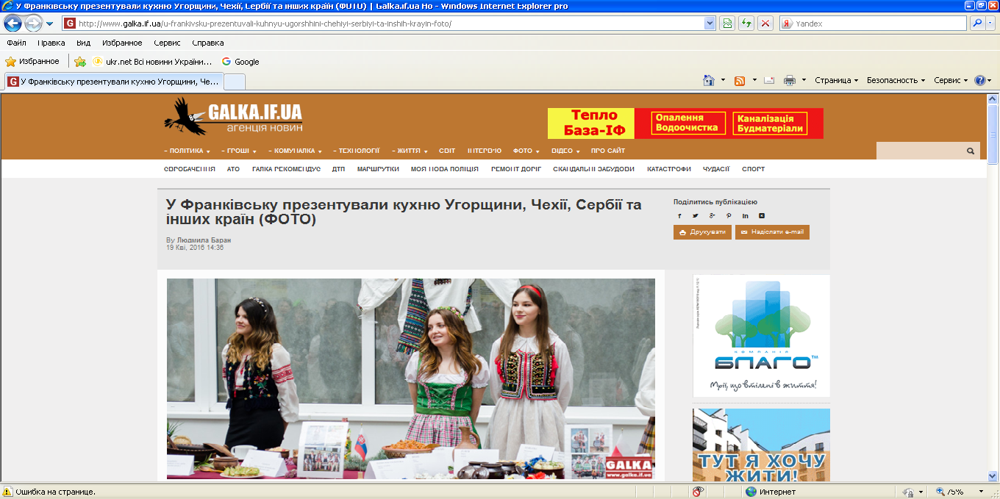 У Франківську презентували кухню Угорщини, Чехії, Сербії та інших країн (ФОТО) | Galka.if.ua Но - Windows Internet Explorer pro
http://www.galka.if.ua/u-frankivsku-prezentuvali-kuhnyu-ugorshhini-chehiyi-serbiyi-ta-inshih-krayin-foto/
Yandex
Файл Правка Вид Избранное Сервис Справка
Избранное ukr.net Всі новини України... Google
У Франківську презентували кухню Угорщини, Че...
Страница Безопасность Сервис
GALKA.IF.UA
агенція новин
Тепло
База-ІФ
Опалення
Водоочистка
Каналізація
Будматеріали
– ПОЛІТИКА – ГРОШІ – КОМУНАЛКА – ТЕХНОЛОГІЇ – ЖИТТЯ СВІТ ІНТЕРВ'Ю ФОТО ВІДЕО ПРО САЙТ
ЄВРОБАЧЕННЯ АТО ГАЛКА РЕКОМЕНДУЄ ДТП МАРШРУТКИ МОЯ НОВА ПОЛІЦІЯ РЕМОНТ ДОРІГ СКАНДАЛЬНІ ЗАБУДОВИ КАТАСТРОФИ ЧУДАСІЇ СПОРТ
У Франківську презентували кухню Угорщини, Чехії, Сербії та
інших країн (ФОТО)
By Людмила Баран
19 Кві, 2016 14:36
Поділитись публікацією
Друкувати Надіслати e-mail
GALKA
www.galka.if.ua
КОМПАНІЯ
БЛАГО™
Мрії, що втілені в життя!
ТУТ Я ХОЧУ
ЖИТИ!
Ошибка на странице. Интернет 75%